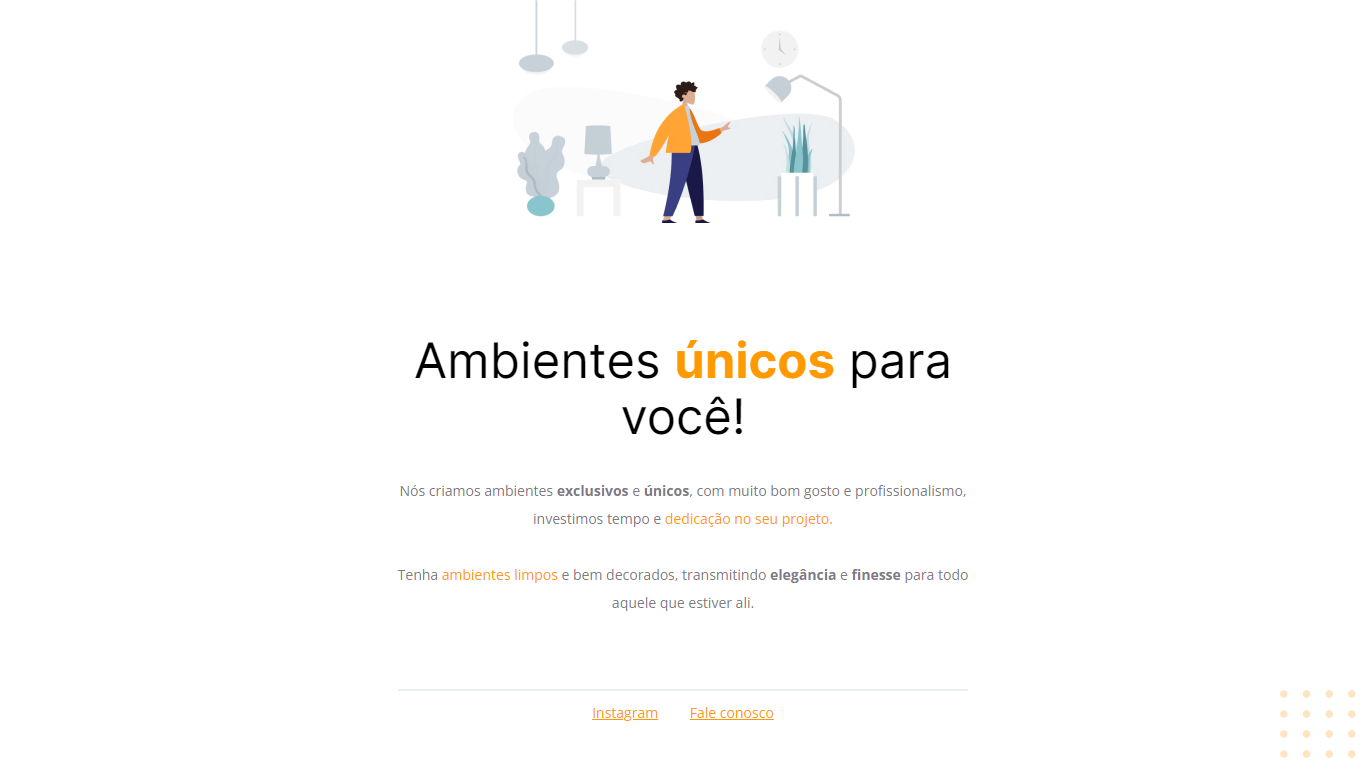 Ambientes únicos para
você!
Nós criamos ambientes exclusivos e únicos, com muito bom gosto e profissionalismo,
investimos tempo e dedicação no seu projeto.
Tenha ambientes limpos e bem decorados, transmitindo elegância e finesse para todo
aquele que estiver ali.
Instagram Fale conosco